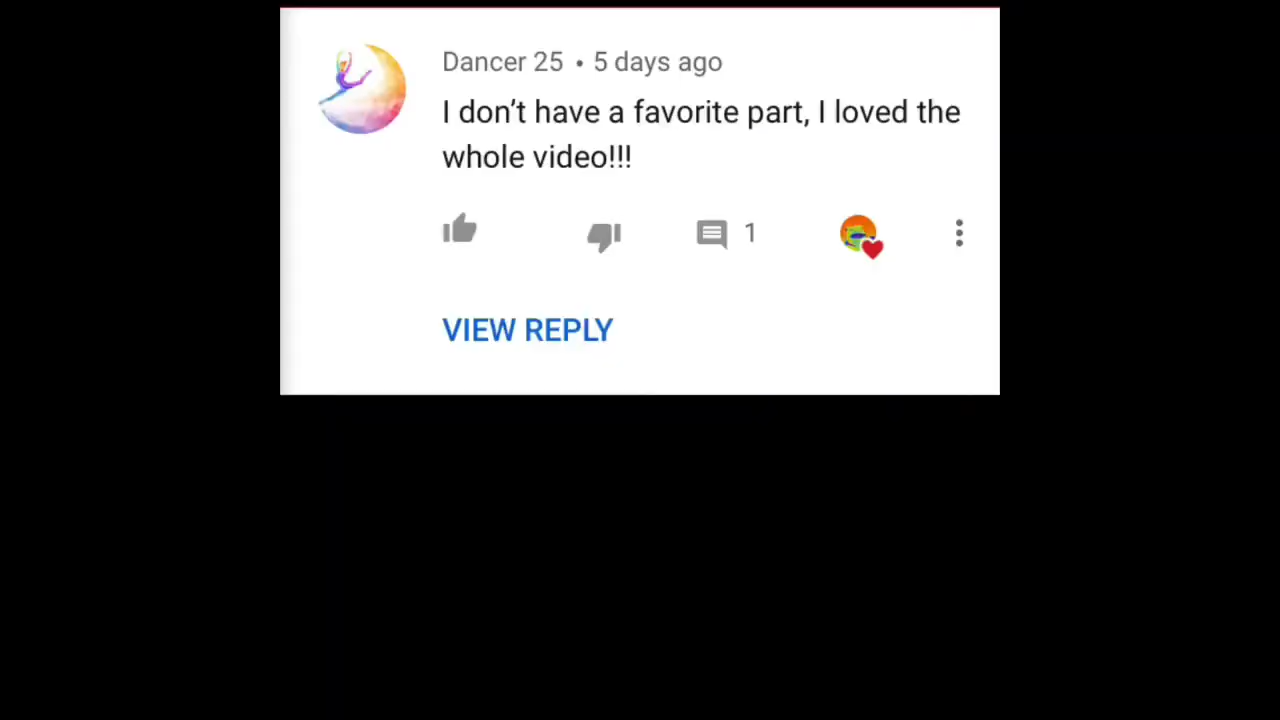 Dancer 25 • 5 days ago
I don’t have a favorite part, I loved the
whole video!!!
1
VIEW REPLY